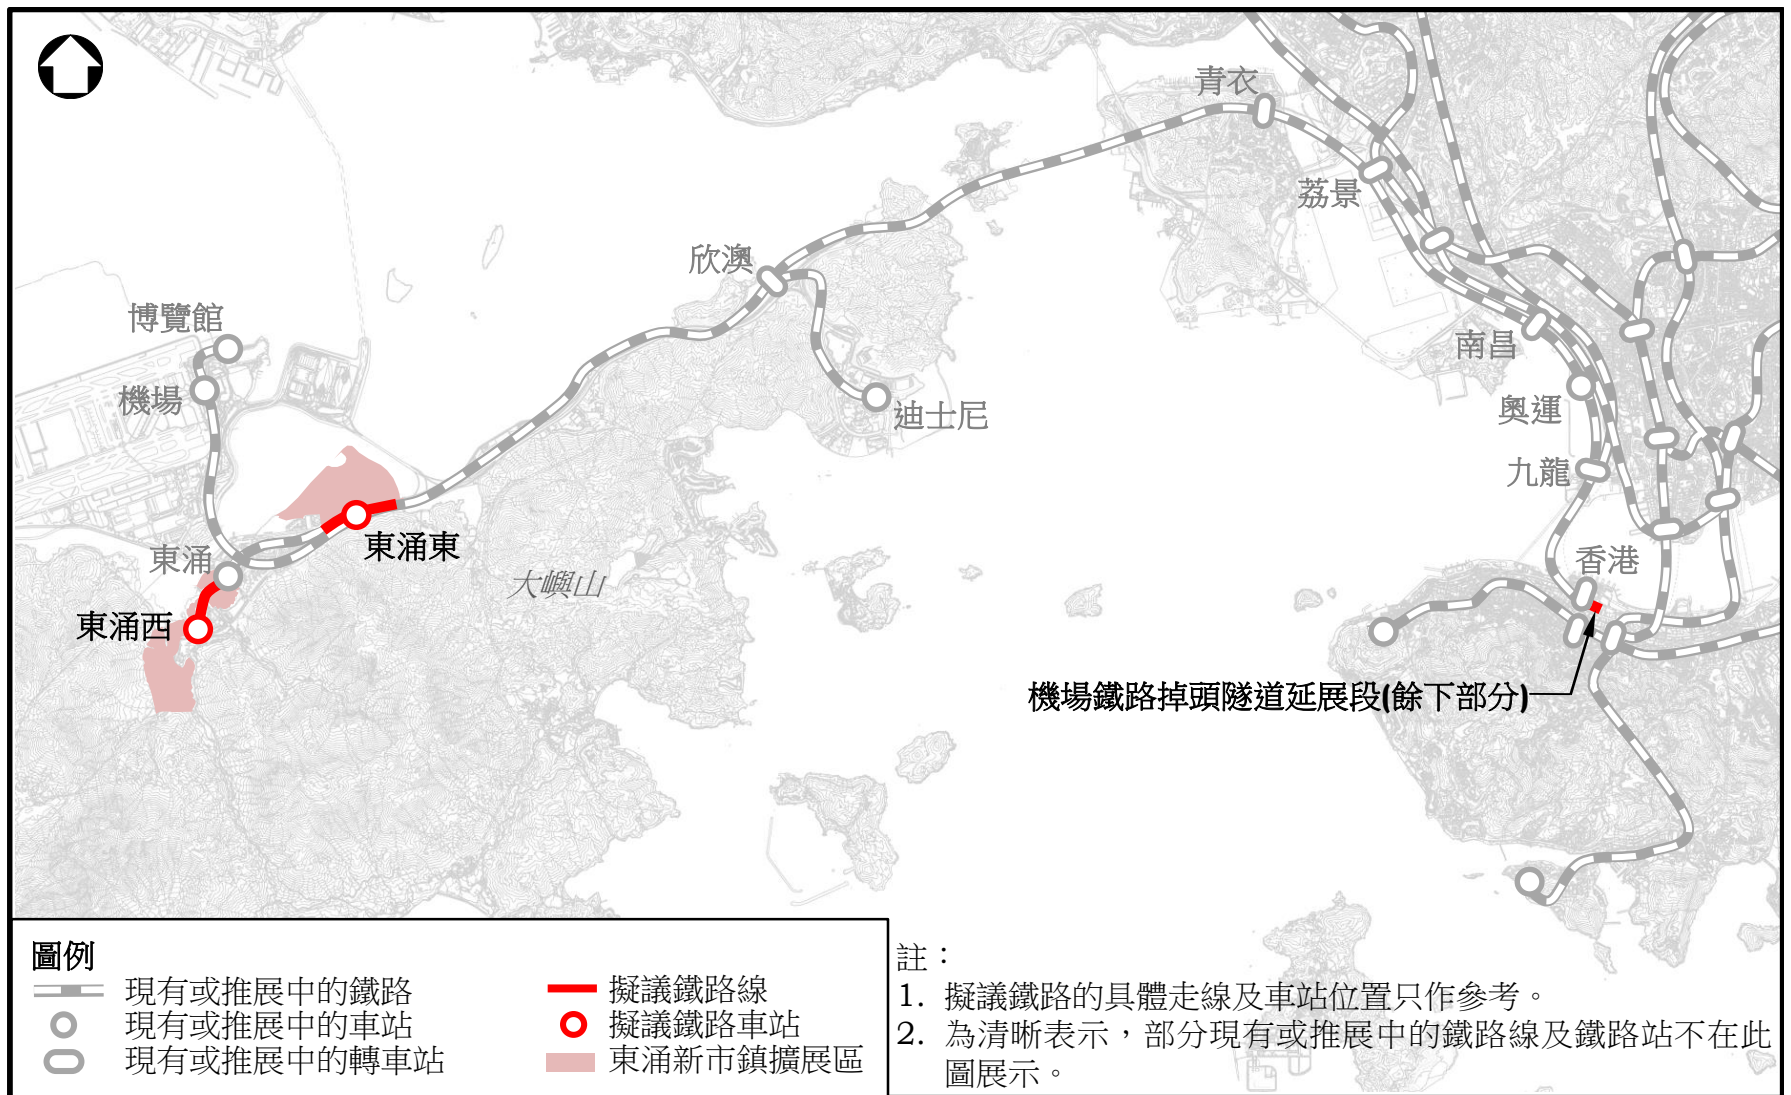 青衣
荔景
欣澳
博覽館
南昌
機場
迪士尼
奧運
九龍
東涌東
東涌
香港
大嶼山
東涌西
機場鐵路掉頭隧道延展段(餘下部分)
圖例
現有或推展中的鐵路
現有或推展中的車站
現有或推展中的轉車站
擬議鐵路線
擬議鐵路車站
東涌新市鎮擴展區
註：
1. 擬議鐵路的具體走線及車站位置只作參考。
2. 為清晰表示，部分現有或推展中的鐵路線及鐵路站不在此
圖展示。